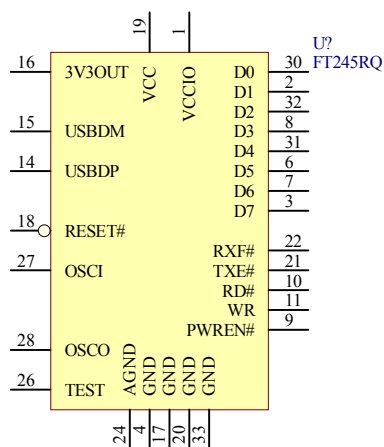 19
1
U?
FT245RQ
VCC
VCCIO
16 3V3OUT
15 USBDM
14 USBDP
18 RESET#
27 OSCI
28 OSCO
26 TEST
D0 30
D1 2
D2 32
D3 8
D4 31
D5 6
D6 7
D7 3
RXF# 22
TXE# 21
RD# 10
WR 11
PWREN# 9
AGND
GND
GND
GND
GND
24
4
17
20
33